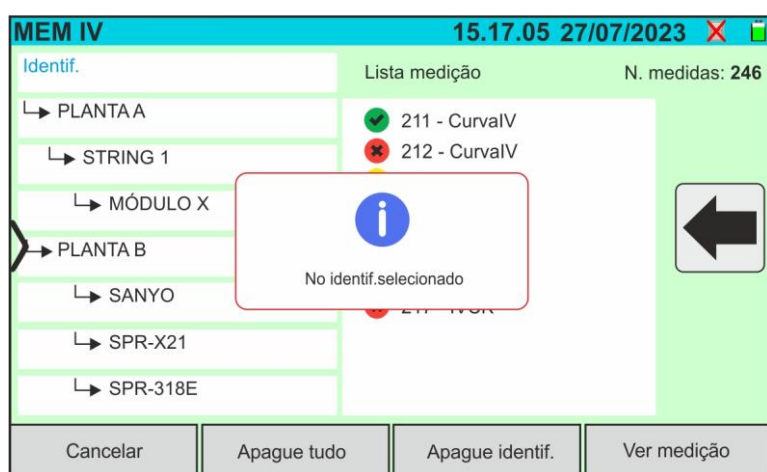 MEM IV 15.17.05 27/07/2023
Identif. Lista medição N. medidas: 246
PLANTA A
STRING 1
MÓDULO X
PLANTA B
SANYO
SPR-X21
SPR-318E
211 - CurvaIV
212 - CurvaIV
No identif.selecionado
Cancelar Apague tudo Apague identif. Ver medição